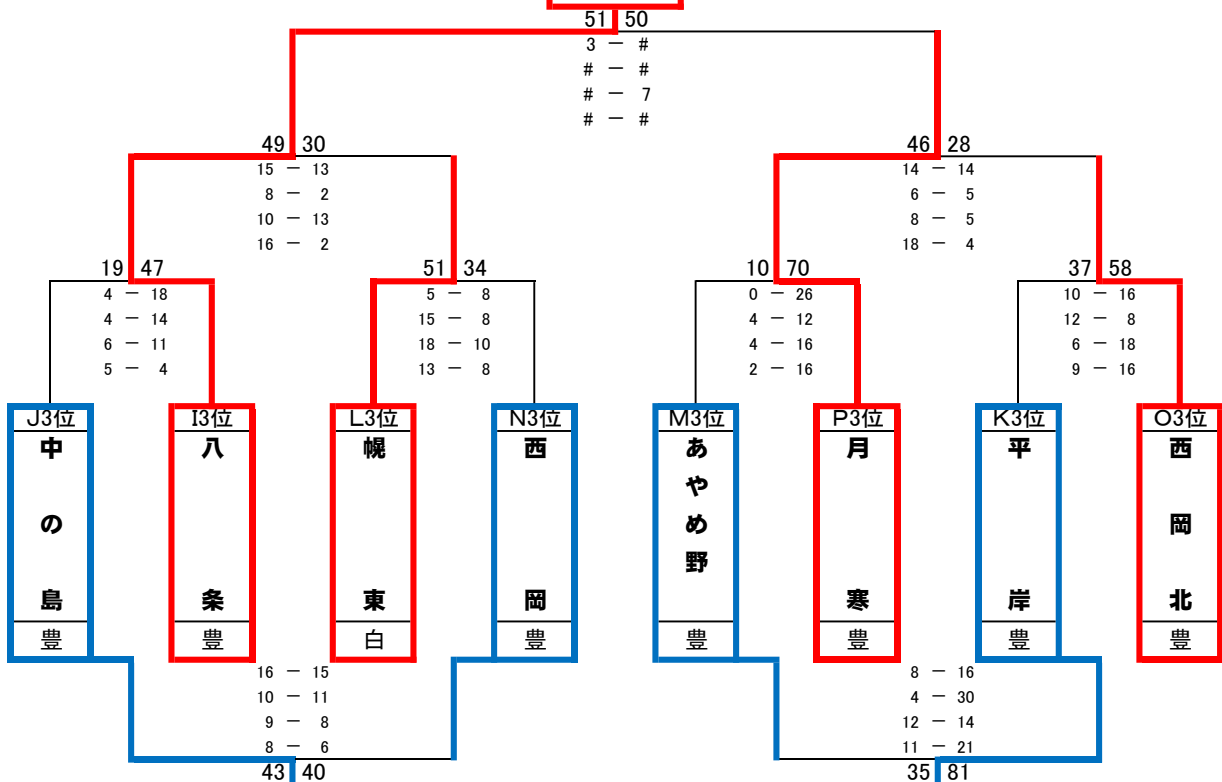 51 50
3 － #
# － #
# － 7
# － #
49 30
15 － 13
8 － 2
10 － 13
16 － 2
46 28
14 － 14
6 － 5
8 － 5
18 － 4
19 47
4 － 18
4 － 14
6 － 11
5 － 4
51 34
5 － 8
15 － 8
18 － 10
13 － 8
10 70
0 － 26
4 － 12
4 － 16
2 － 16
37 58
10 － 16
12 － 8
6 － 18
9 － 16
J3位
中の島
豊
I3位
八条
豊
L3位
幌東
白
N3位
西岡
豊
M3位
あやめ野
豊
P3位
月寒
豊
K3位
平岸
豊
O3位
西岡北
豊
16 － 15
10 － 11
9 － 8
8 － 6
43 40
8 － 16
4 － 30
12 － 14
11 － 21
35 81